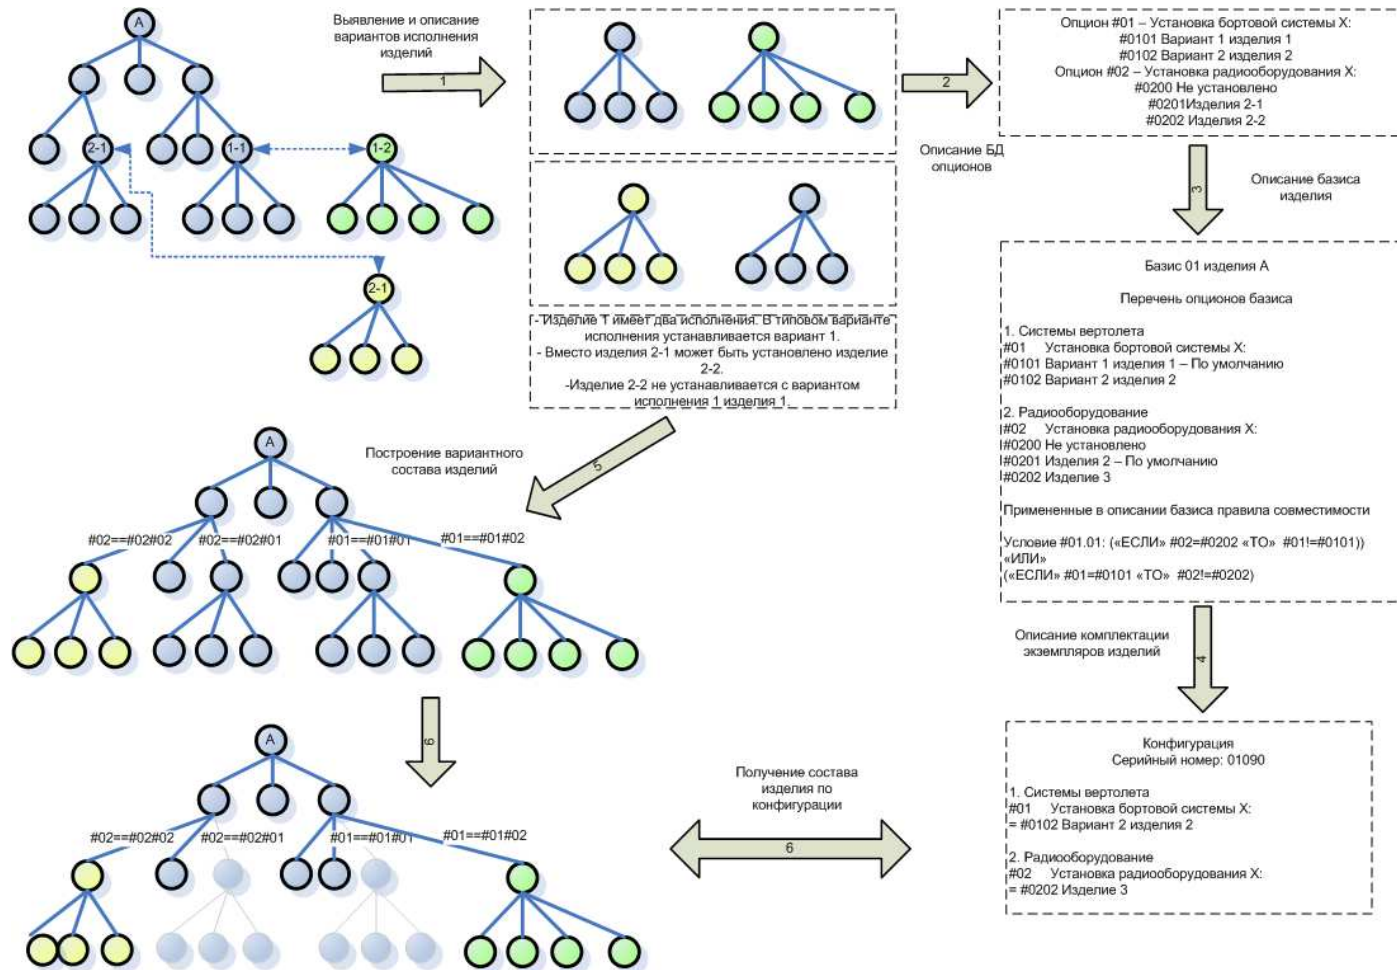 A
Выявление и описание
вариантов исполнения
изделий
1
2-1
1-1
1-2
2-1
- Изделие 1 имеет два исполнения. В типовом варианте
исполнения устанавливается вариант 1.
- Вместо изделия 2-1 может быть установлено изделие
2-2.
-Изделие 2-2 не устанавливается с вариантом
исполнения 1 изделия 1.
2
Описание БД
опционов
Опцион #01 – Установка бортовой системы X:
#0101 Вариант 1 изделия 1
#0102 Вариант 2 изделия 2
Опцион #02 – Установка радиооборудования X:
#0200 Не установлено
#0201Изделия 2-1
#0202 Изделия 2-2
3
Описание базиса
изделия
Базис 01 изделия А
Перечень опционов базиса
1. Системы вертолета
#01 Установка бортовой системы X:
#0101 Вариант 1 изделия 1 – По умолчанию
#0102 Вариант 2 изделия 2
2. Радиооборудование
#02 Установка радиооборудования X:
#0200 Не установлено
#0201 Изделия 2 – По умолчанию
#0202 Изделие 3
Примененные в описании базиса правила совместимости
Условие #01.01: («ЕСЛИ» #02=#0202 «ТО» #01!=#0101))
«ИЛИ»
(«ЕСЛИ» #01=#0101 «ТО» #02!=#0202)
Описание комплектации
экземпляров изделий
4
Конфигурация
Серийный номер: 01090
1. Системы вертолета
#01 Установка бортовой системы X:
= #0102 Вариант 2 изделия 2
2. Радиооборудование
#02 Установка радиооборудования X:
= #0202 Изделие 3
Построение вариантного
состава изделий
5
A
#02==#02#02
#02==#02#01
#01==#01#01
#01==#01#02
6
A
#02==#02#02
#02==#02#01
#01==#01#01
#01==#01#02
Получение состава
изделия по
конфигурации
6